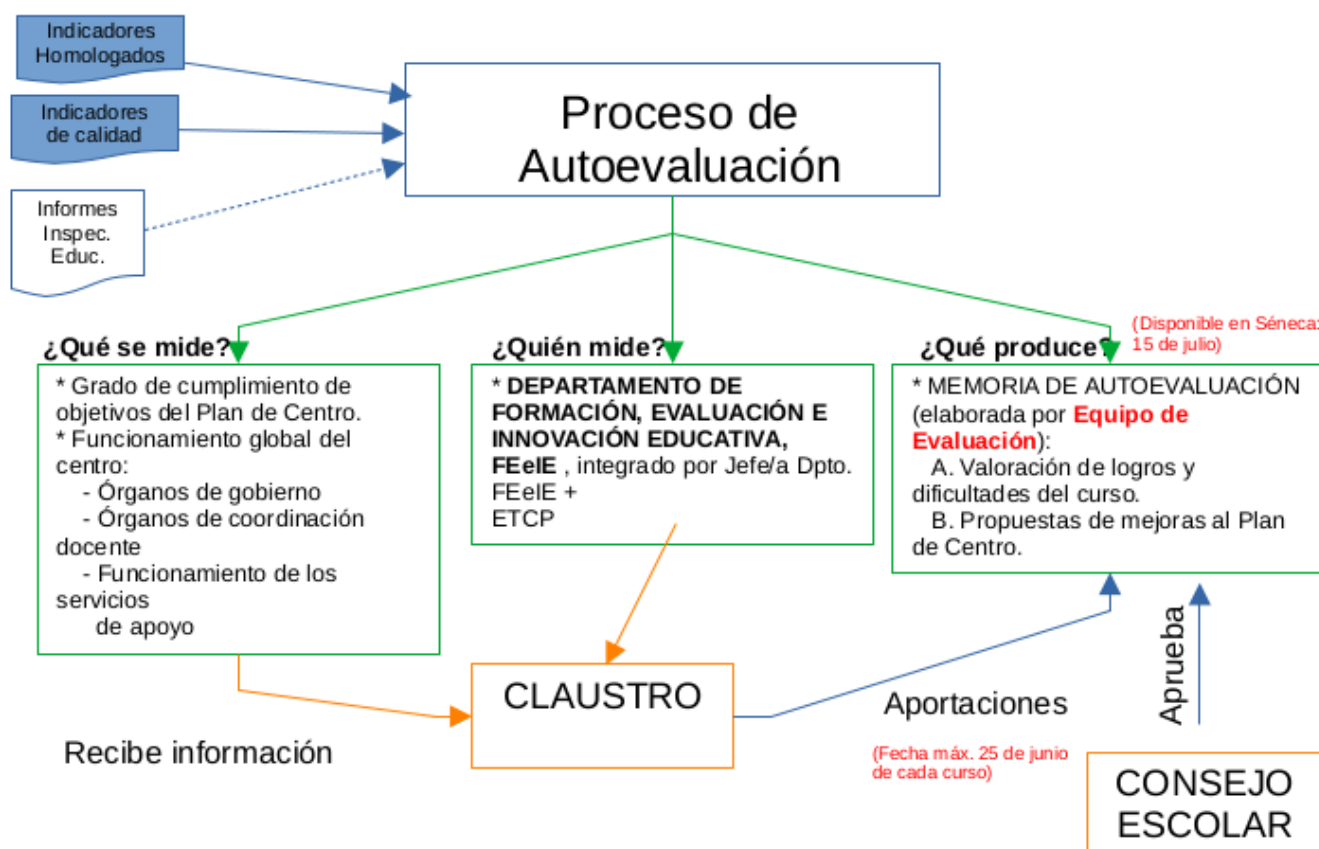 Indicadores
Homologados
Indicadores
de calidad
Informes
Inspec.
Educ.
Proceso de
Autoevaluación
¿Qué se mide?
* Grado de cumplimiento de
objetivos del Plan de Centro.
* Funcionamiento global del
centro:
- Órganos de gobierno
- Órganos de coordinación
docente
- Funcionamiento de los
servicios
de apoyo
¿Quién mide?
* DEPARTAMENTO DE
FORMACIÓN, EVALUACIÓN E
INNOVACIÓN EDUCATIVA,
FEeIE , integrado por Jefe/a Dpto.
FEeIE +
ETCP
¿Qué produce?
(Disponible en Séneca:
15 de julio)
* MEMORIA DE AUTOEVALUACIÓN
(elaborada por Equipo de
Evaluación):
A. Valoración de logros y
dificultades del curso.
B. Propuestas de mejoras al Plan
de Centro.
CLAUSTRO
Recibe información
Aportaciones
(Fecha máx. 25 de junio
de cada curso)
Aprueba
CONSEJO
ESCOLAR